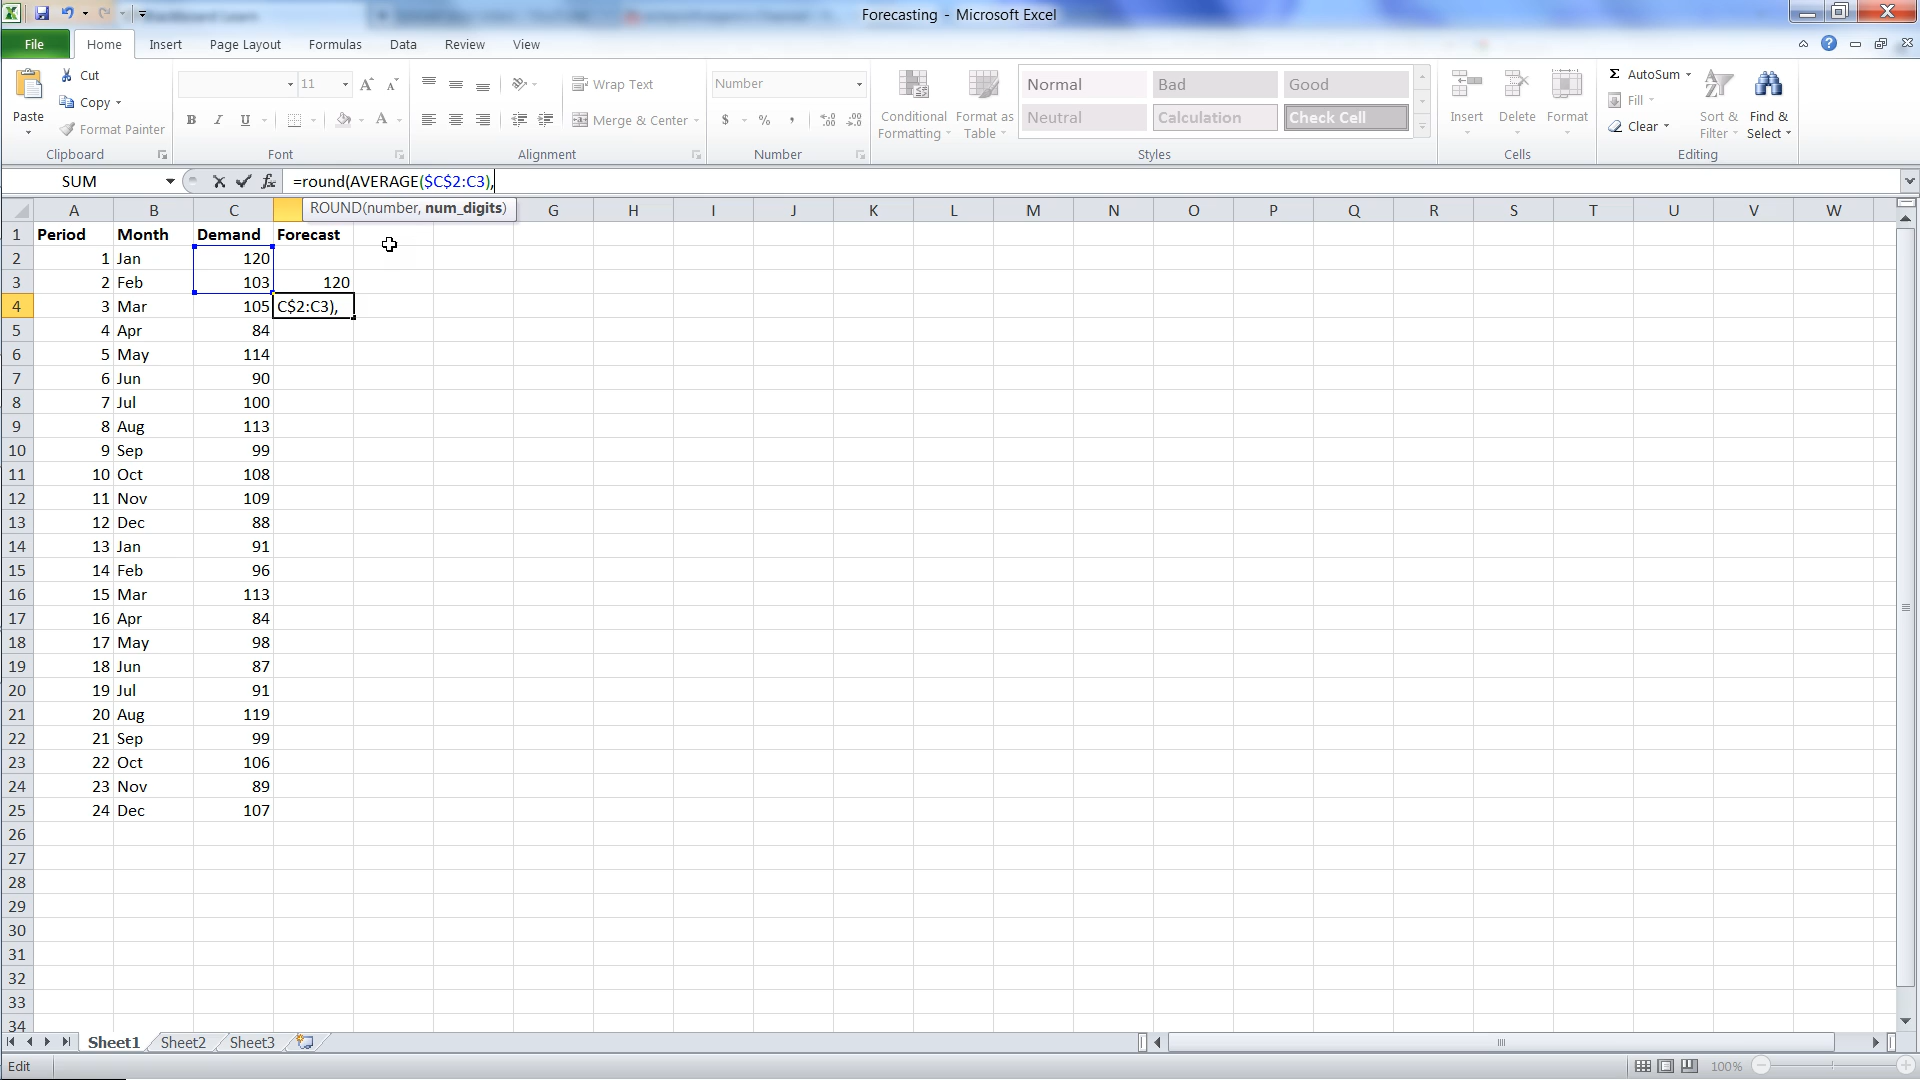 Forecasting - Microsoft Excel
File Home Insert Page Layout Formulas Data Review View
Paste
Cut
Copy
Format Painter
Clipboard
11
B I U A
Font
Wrap Text
Merge & Center
Alignment
Number
$ % ,
Number
Conditional Formatting
Format as Table
Normal Bad Good
Neutral Calculation Check Cell
Styles
Insert Delete Format
Cells
Σ AutoSum
Fill
Clear
Sort & Filter
Find & Select
Editing
SUM
fx
=round(AVERAGE($C$2:C3),
ROUND(number, num_digits)
A B C G H I J K L M N O P Q R S T U V W
1 Period Month Demand Forecast
2 1 Jan 120
3 2 Feb 103 120
4 3 Mar 105 C$2:C3),
5 4 Apr 84
6 5 May 114
7 6 Jun 90
8 7 Jul 100
9 8 Aug 113
10 9 Sep 99
11 10 Oct 108
12 11 Nov 109
13 12 Dec 88
14 13 Jan 91
15 14 Feb 96
16 15 Mar 113
17 16 Apr 84
18 17 May 98
19 18 Jun 87
20 19 Jul 91
21 20 Aug 119
22 21 Sep 99
23 22 Oct 106
24 23 Nov 89
25 24 Dec 107
26
27
28
29
30
31
32
33
34
Sheet1 Sheet2 Sheet3
Edit
100%